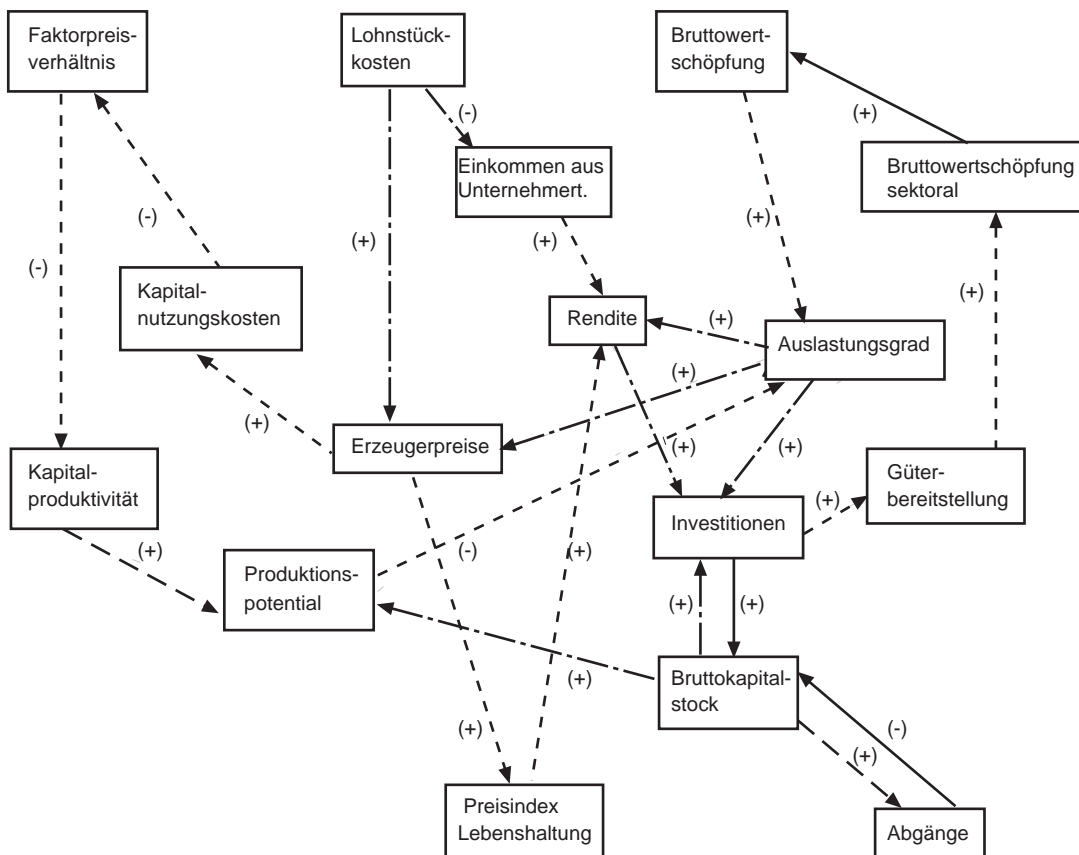 Faktorpreis-
verhältnis
Lohnstück-
kosten
Bruttowert-
schöpfung
(+)
(-)
Einkommen aus
Unternehmert.
Bruttowertschöpfung
sektoral
(-)
(+)
(+)
(+)
(-)
Kapital-
nutzungskosten
(+)
Rendite
(+)
Auslastungsgrad
(+)
(+)
Erzeugerpreise
(+)
(+)
Kapital-
produktivität
Güter-
bereitstellung
(+)
Investitionen
(+)
(-)
(+)
Produktions-
potential
(+)
(+)
(+)
Bruttokapital-
stock
(+)
(-)
(+)
Preisindex
Lebenshaltung
Abgänge